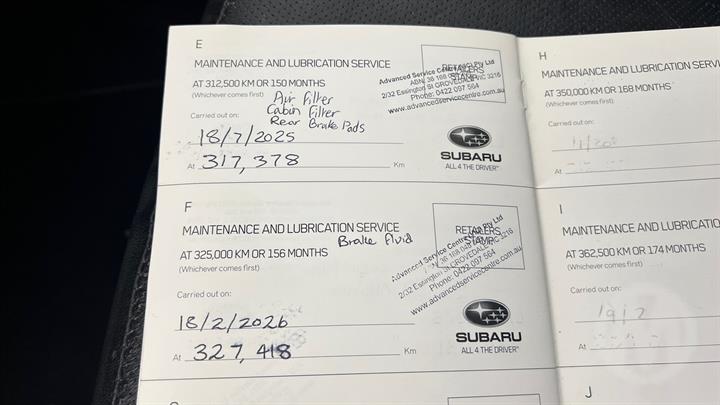 E
MAINTENANCE AND LUBRICATION SERVICE
AT 312,500 KM OR 150 MONTHS
(Whichever comes first)
Air Filter
Cabin Filter
Rear Brake Pads
Carried out on:
18/7/2025
At 317,378 Km
RETAILERS
STAMP
Advanced Service Centre Pty Ltd
2/32 Essington St GROVEDALE VIC 3216
Phone: 0422 097 564
www.advancedservicecentre.com.au
SUBARU
ALL 4 THE DRIVER
F
MAINTENANCE AND LUBRICATION SERVICE
Brake Fluid
AT 325,000 KM OR 156 MONTHS
(Whichever comes first)
Carried out on:
18/2/2026
At 327,418 Km
RETAILERS
STAMP
Advanced Service Centre Pty Ltd
2/32 Essington St GROVEDALE VIC 3216
Phone: 0422 097 564
www.advancedservicecentre.com.au
SUBARU
ALL 4 THE DRIVER
H
MAINTENANCE AND LUBRICATION SERV
AT 350,000 KM OR 168 MONTHS
(Whichever comes first)
Carried out on:
At
I
MAINTENANCE AND LUBRICATIO
AT 362,500 KM OR 174 MONTHS
(Whichever comes first)
Carried out on:
At
J